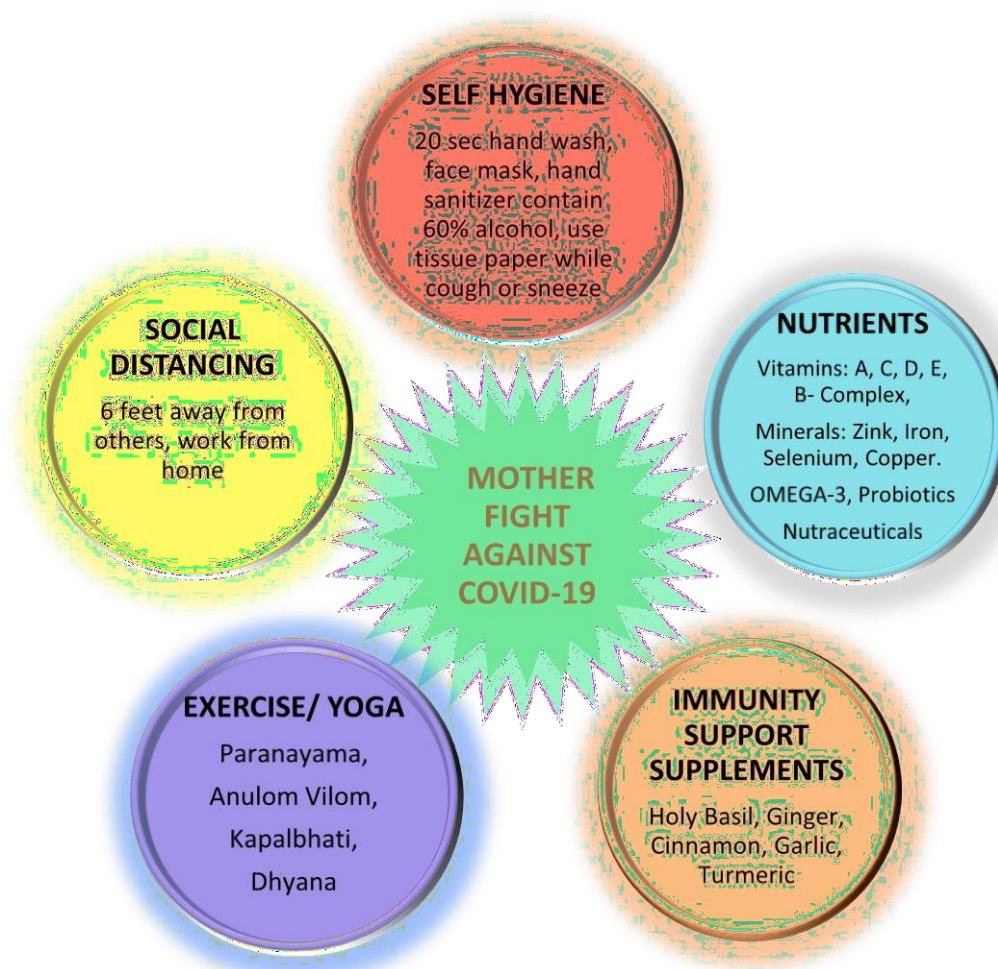 SELF HYGIENE
20 sec hand wash,
face mask, hand
sanitizer contain
60% alcohol, use
tissue paper while
cough or sneeze
SOCIAL
DISTANCING
6 feet away from
others, work from
home
NUTRIENTS
Vitamins: A, C, D, E,
B- Complex,
Minerals: Zink, Iron,
Selenium, Copper.
OMEGA-3, Probiotics
Nutraceuticals
MOTHER
FIGHT
AGAINST
COVID-19
EXERCISE/ YOGA
Paranayama,
Anulom Vilom,
Kapalbhati,
Dhyana
IMMUNITY
SUPPORT
SUPPLEMENTS
Holy Basil, Ginger,
Cinnamon, Garlic,
Turmeric